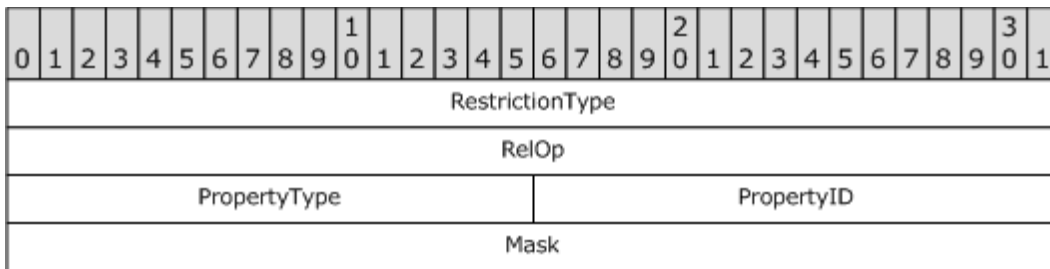 1 2 3
0 1 2 3 4 5 6 7 8 9 0 1 2 3 4 5 6 7 8 9 0 1 2 3 4 5 6 7 8 9 0 1
RestrictionType
RelOp
PropertyType PropertyID
Mask